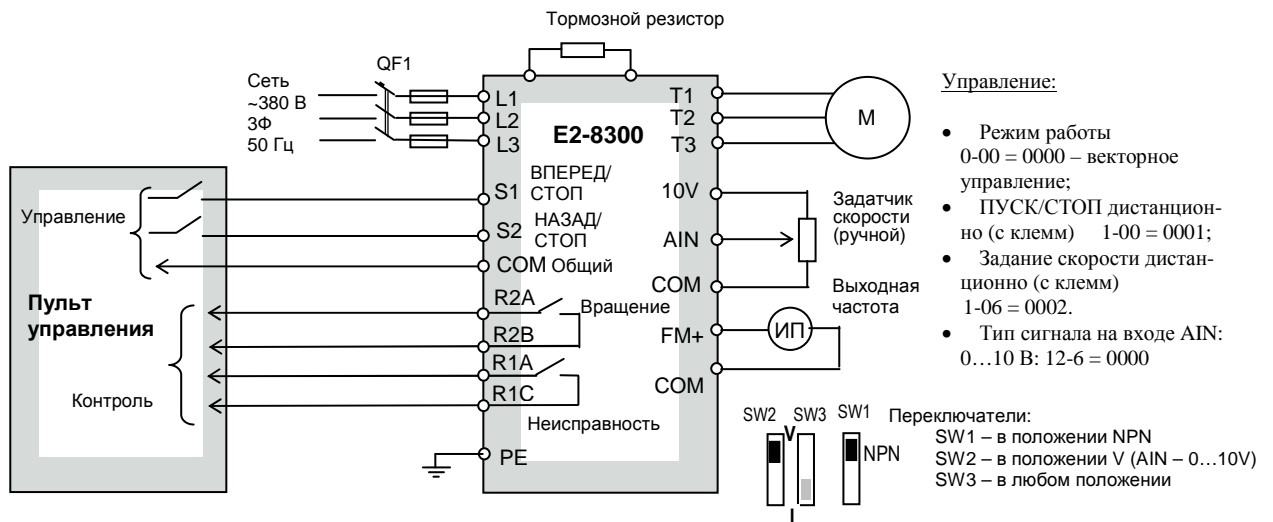 Тормозной резистор
QF1
Сеть
~380 В
3Ф
50 Гц
L1
L2
L3
E2-8300
T1
T2
T3
М
Управление
Пульт
управления
Контроль
S1
ВПЕРЕД/
СТОП
S2
НАЗАД/
СТОП
COM Общий
R2A
Вращение
R2B
R1A
R1C
Неисправность
PE
10V
AIN
COM
FM+
COM
Задатчик
скорости
(ручной)
Выходная
частота
ИП
Управление:
• Режим работы
0-00 = 0000 – векторное
управление;
• ПУСК/СТОП дистанцион-
но (с клемм) 1-00 = 0001;
• Задание скорости дистан-
ционно (с клемм)
1-06 = 0002.
• Тип сигнала на входе AIN:
0…10 В: 12-6 = 0000
SW2 SW3 SW1
V
NPN
I
Переключатели:
SW1 – в положении NPN
SW2 – в положении V (AIN – 0…10V)
SW3 – в любом положении